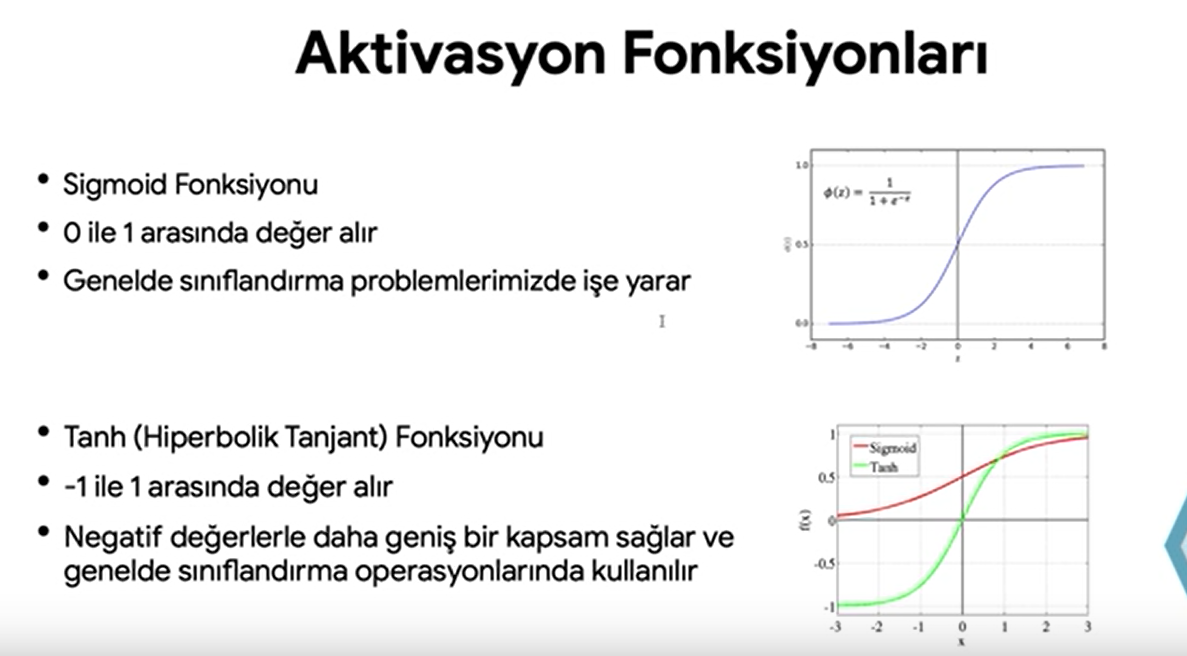 Aktivasyon Fonksiyonları
• Sigmoid Fonksiyonu
• 0 ile 1 arasında değer alır
• Genelde sınıflandırma problemlerimizde işe yarar
1.0
0.5
0.0
ϕ(z) = 1 / (1 + e^-z)
-8 -6 -4 -2 0 2 4 6 8
z
• Tanh (Hiperbolik Tanjant) Fonksiyonu
• -1 ile 1 arasında değer alır
• Negatif değerlerle daha geniş bir kapsam sağlar ve
genelde sınıflandırma operasyonlarında kullanılır
Sigmoid
Tanh
1
0.5
0
-0.5
-1
f(x)
-3 -2 -1 0 1 2 3
x